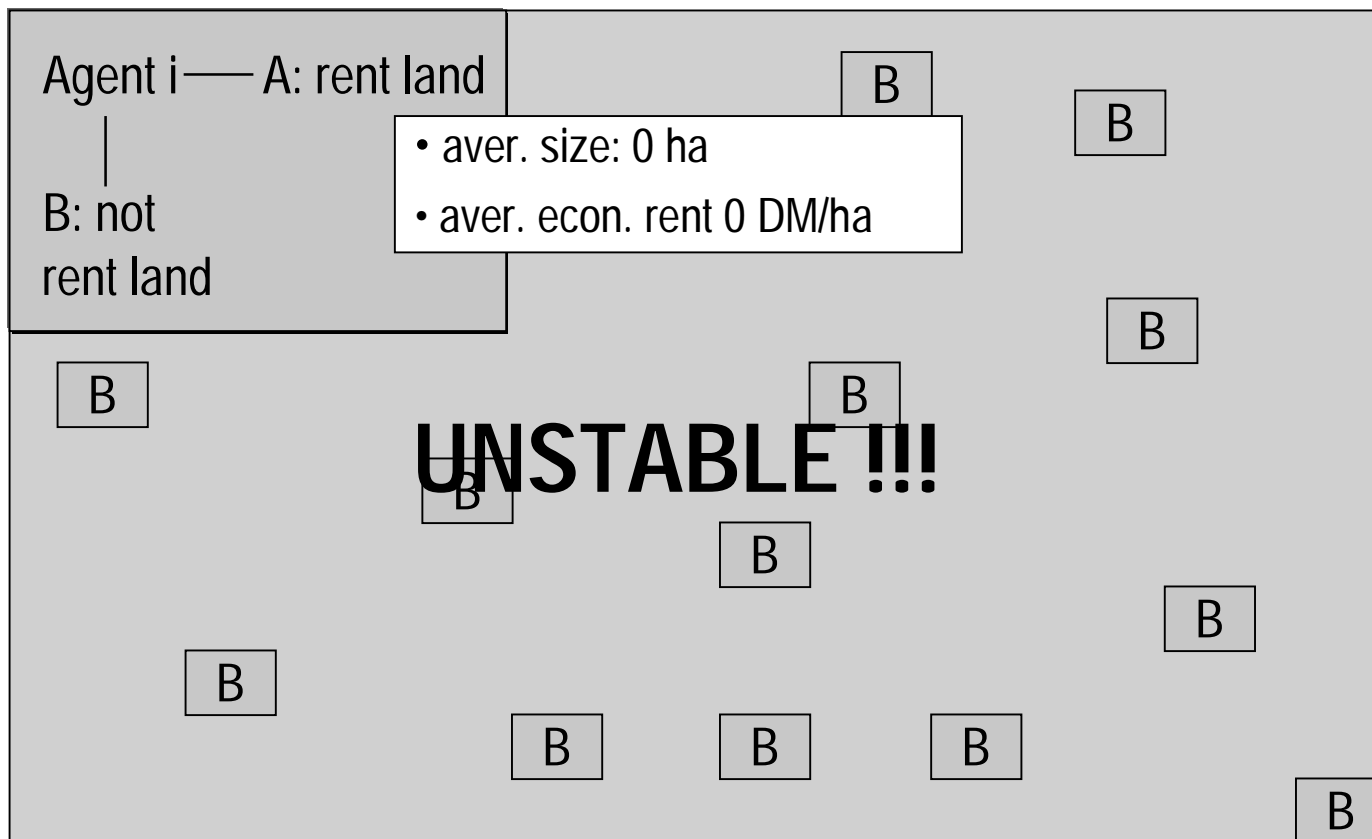 Agent i A: rent land
B: not
rent land
• aver. size: 0 ha
• aver. econ. rent 0 DM/ha
B
B
B
B
B
UNSTABLE !!!
B
B
B
B
B
B
B
B